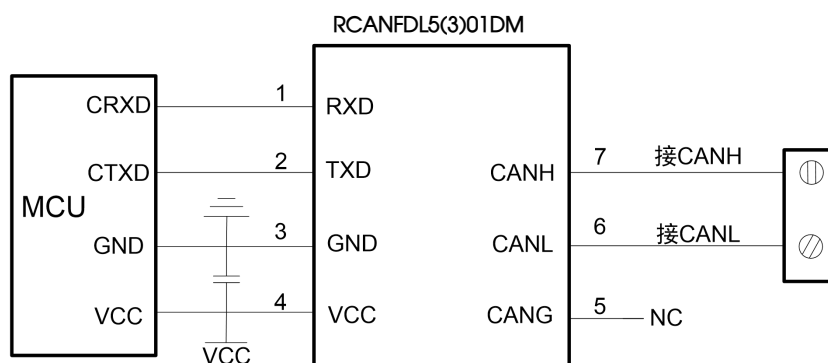 RCANFDL5(3)01DM
CRXD 1 RXD
CTXD 2 TXD CANH 7 接CANH
MCU
GND 3 GND CANL 6 接CANL
VCC 4 VCC CANG 5 NC
VCC